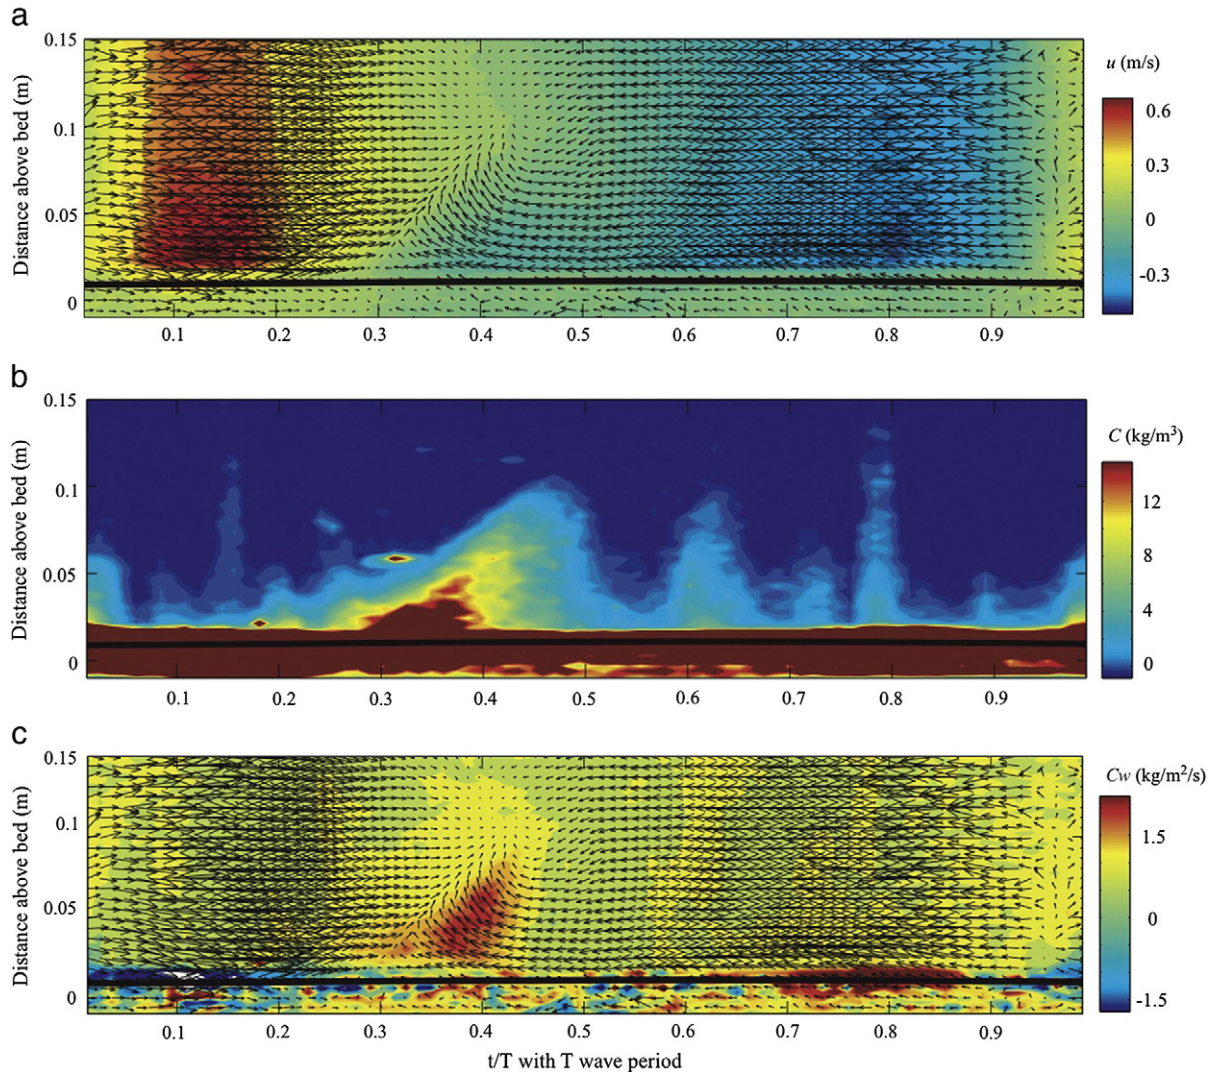 a
0.15
0.1
0.05
0
Distance above bed (m)
0.1 0.2 0.3 0.4 0.5 0.6 0.7 0.8 0.9
u (m/s)
0.6
0.3
0
-0.3
b
0.15
0.1
0.05
0
Distance above bed (m)
0.1 0.2 0.3 0.4 0.5 0.6 0.7 0.8 0.9
C (kg/m³)
12
8
4
0
c
0.15
0.1
0.05
0
Distance above bed (m)
0.1 0.2 0.3 0.4 0.5 0.6 0.7 0.8 0.9
t/T with T wave period
Cw (kg/m²/s)
1.5
0
-1.5